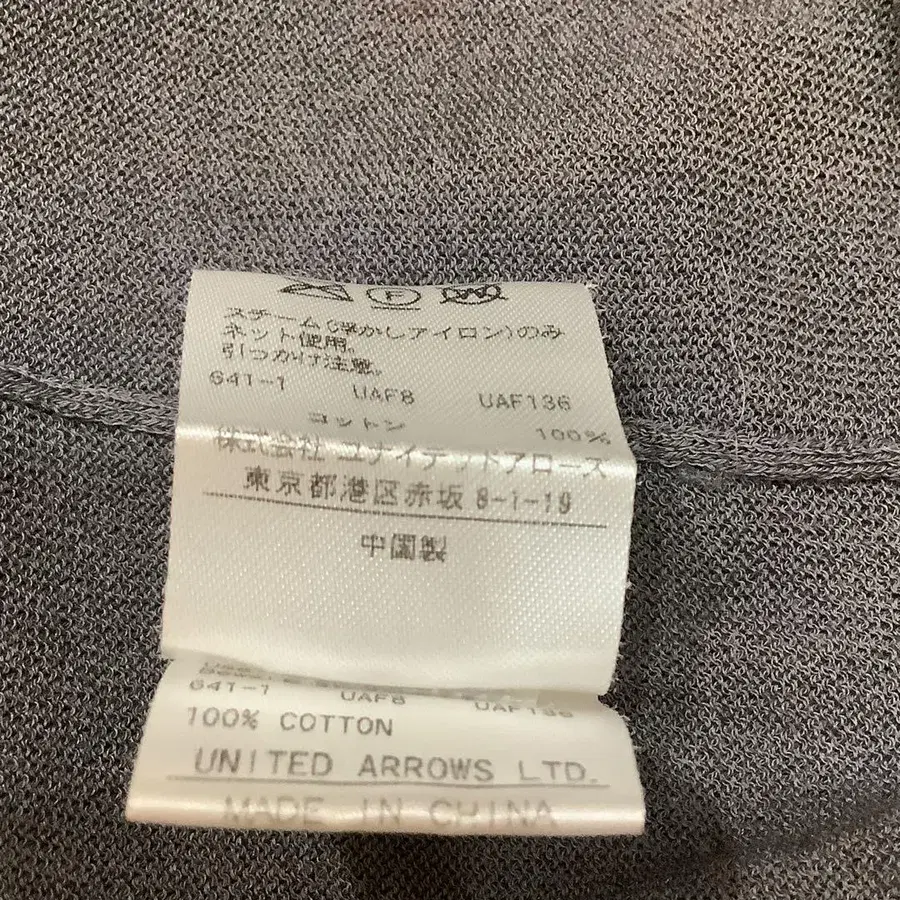 F
スチーム(浮かしアイロン)のみ
ネット使用。
引っかけ注意。
641-1 UAF8 UAF136
コットン 100%
株式会社 ユナイテッドアローズ
東京都港区赤坂 8-1-19
中国製
641-1 UAF8 UAF136
100% COTTON
UNITED ARROWS LTD.
MADE IN CHINA